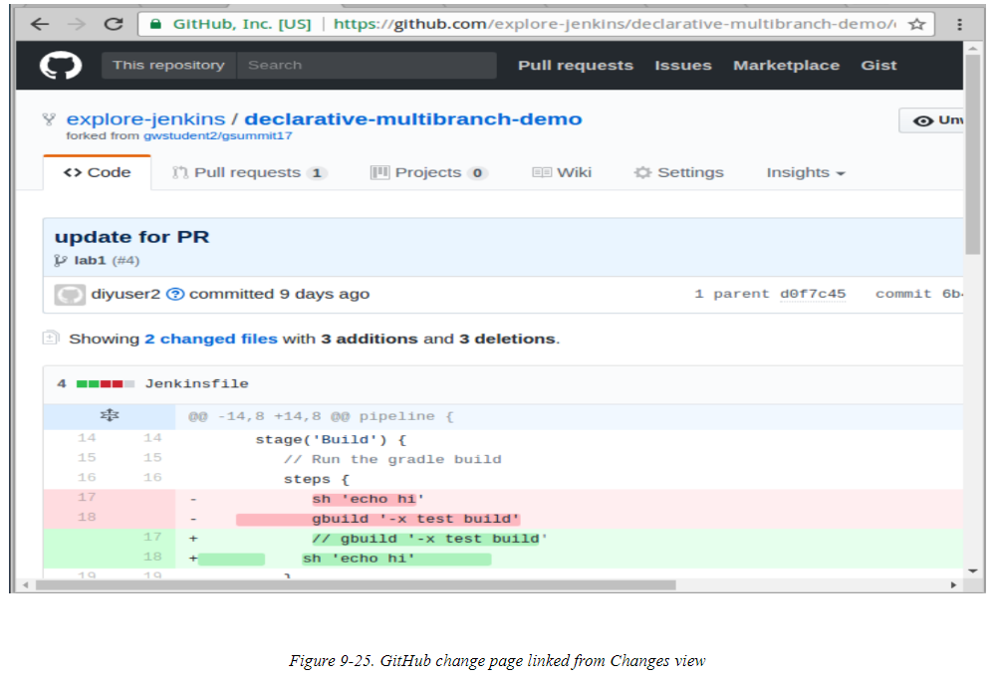 GitHub, Inc. [US] | https://github.com/explore-jenkins/declarative-multibranch-demo/
This repository Search Pull requests Issues Marketplace Gist
explore-jenkins / declarative-multibranch-demo
forked from gwstudent2/gsummit17
<> Code Pull requests 1 Projects 0 Wiki Settings Insights
update for PR
lab1 (#4)
diyuser2 ? committed 9 days ago 1 parent d0f7c45 commit 6b
Showing 2 changed files with 3 additions and 3 deletions.
4 Jenkinsfile
@@ -14,8 +14,8 @@ pipeline {
14 14 stage('Build') {
15 15 // Run the gradle build
16 16 steps {
17 - sh 'echo hi'
18 - gbuild '-x test build'
17 + // gbuild '-x test build'
18 + sh 'echo hi'
19 19 }
Figure 9-25. GitHub change page linked from Changes view